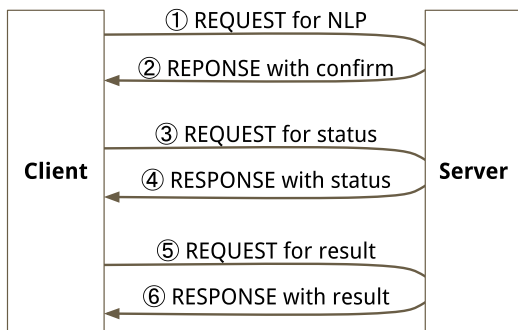 ① REQUEST for NLP
② REPONSE with confirm
③ REQUEST for status
Client
Server
④ RESPONSE with status
⑤ REQUEST for result
⑥ RESPONSE with result